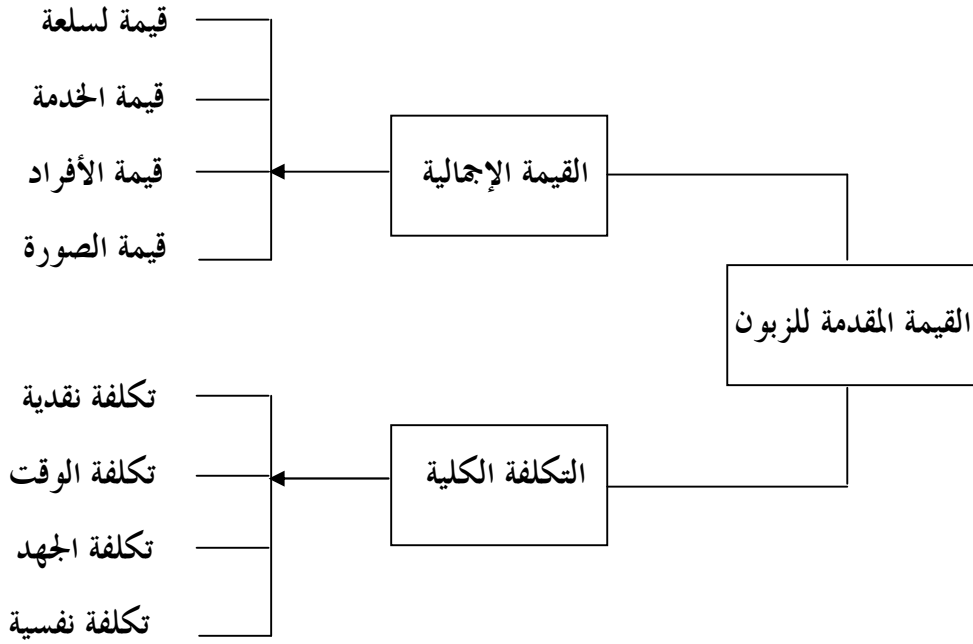 القيمة المقدمة للزبون
القيمة الإجمالية
قيمة لسلعة
قيمة الخدمة
قيمة الأفراد
قيمة الصورة
التكلفة الكلية
تكلفة نقدية
تكلفة الوقت
تكلفة الجهد
تكلفة نفسية